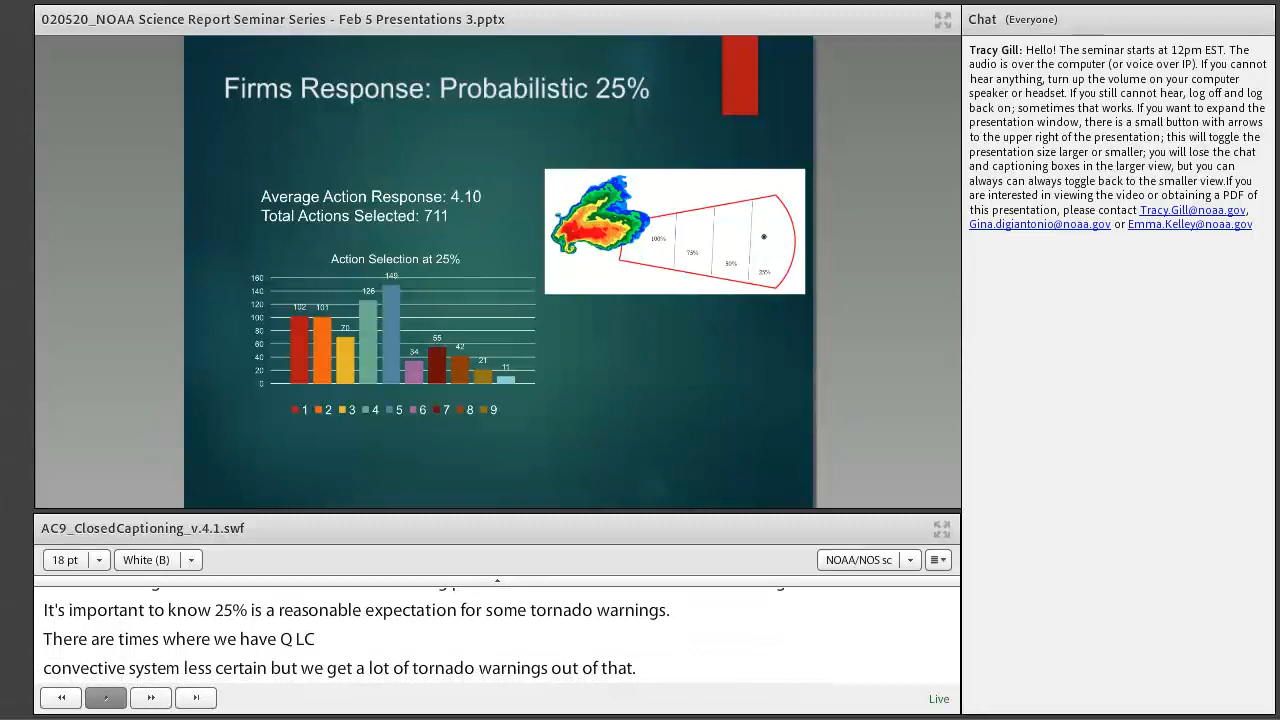 020520_NOAA Science Report Seminar Series - Feb 5 Presentations 3.pptx
Firms Response: Probabilistic 25%
Average Action Response: 4.10
Total Actions Selected: 711
Action Selection at 25%
160
140
120
100
80
60
40
20
0
102
101
70
126
149
34
55
42
21
11
1 2 3 4 5 6 7 8 9
100%
75%
50%
25%
Chat (Everyone)
Tracy Gill: Hello! The seminar starts at 12pm EST. The
audio is over the computer (or voice over IP). If you cannot
hear anything, turn up the volume on your computer
speaker or headset. If you still cannot hear, log off and log
back on; sometimes that works. If you want to expand the
presentation window, there is a small button with arrows
to the upper right of the presentation; this will toggle the
presentation size larger or smaller; you will lose the chat
and captioning boxes in the larger view, but you can
always can always toggle back to the smaller view.If you
are interested in viewing the video or obtaining a PDF of
this presentation, please contact Tracy.Gill@noaa.gov,
Gina.digiantonio@noaa.gov or Emma.Kelley@noaa.gov
AC9_ClosedCaptioning_v.4.1.swf
18 pt
White (B)
NOAA/NOS sc
It's important to know 25% is a reasonable expectation for some tornado warnings.
There are times where we have Q LC
convective system less certain but we get a lot of tornado warnings out of that.
Live